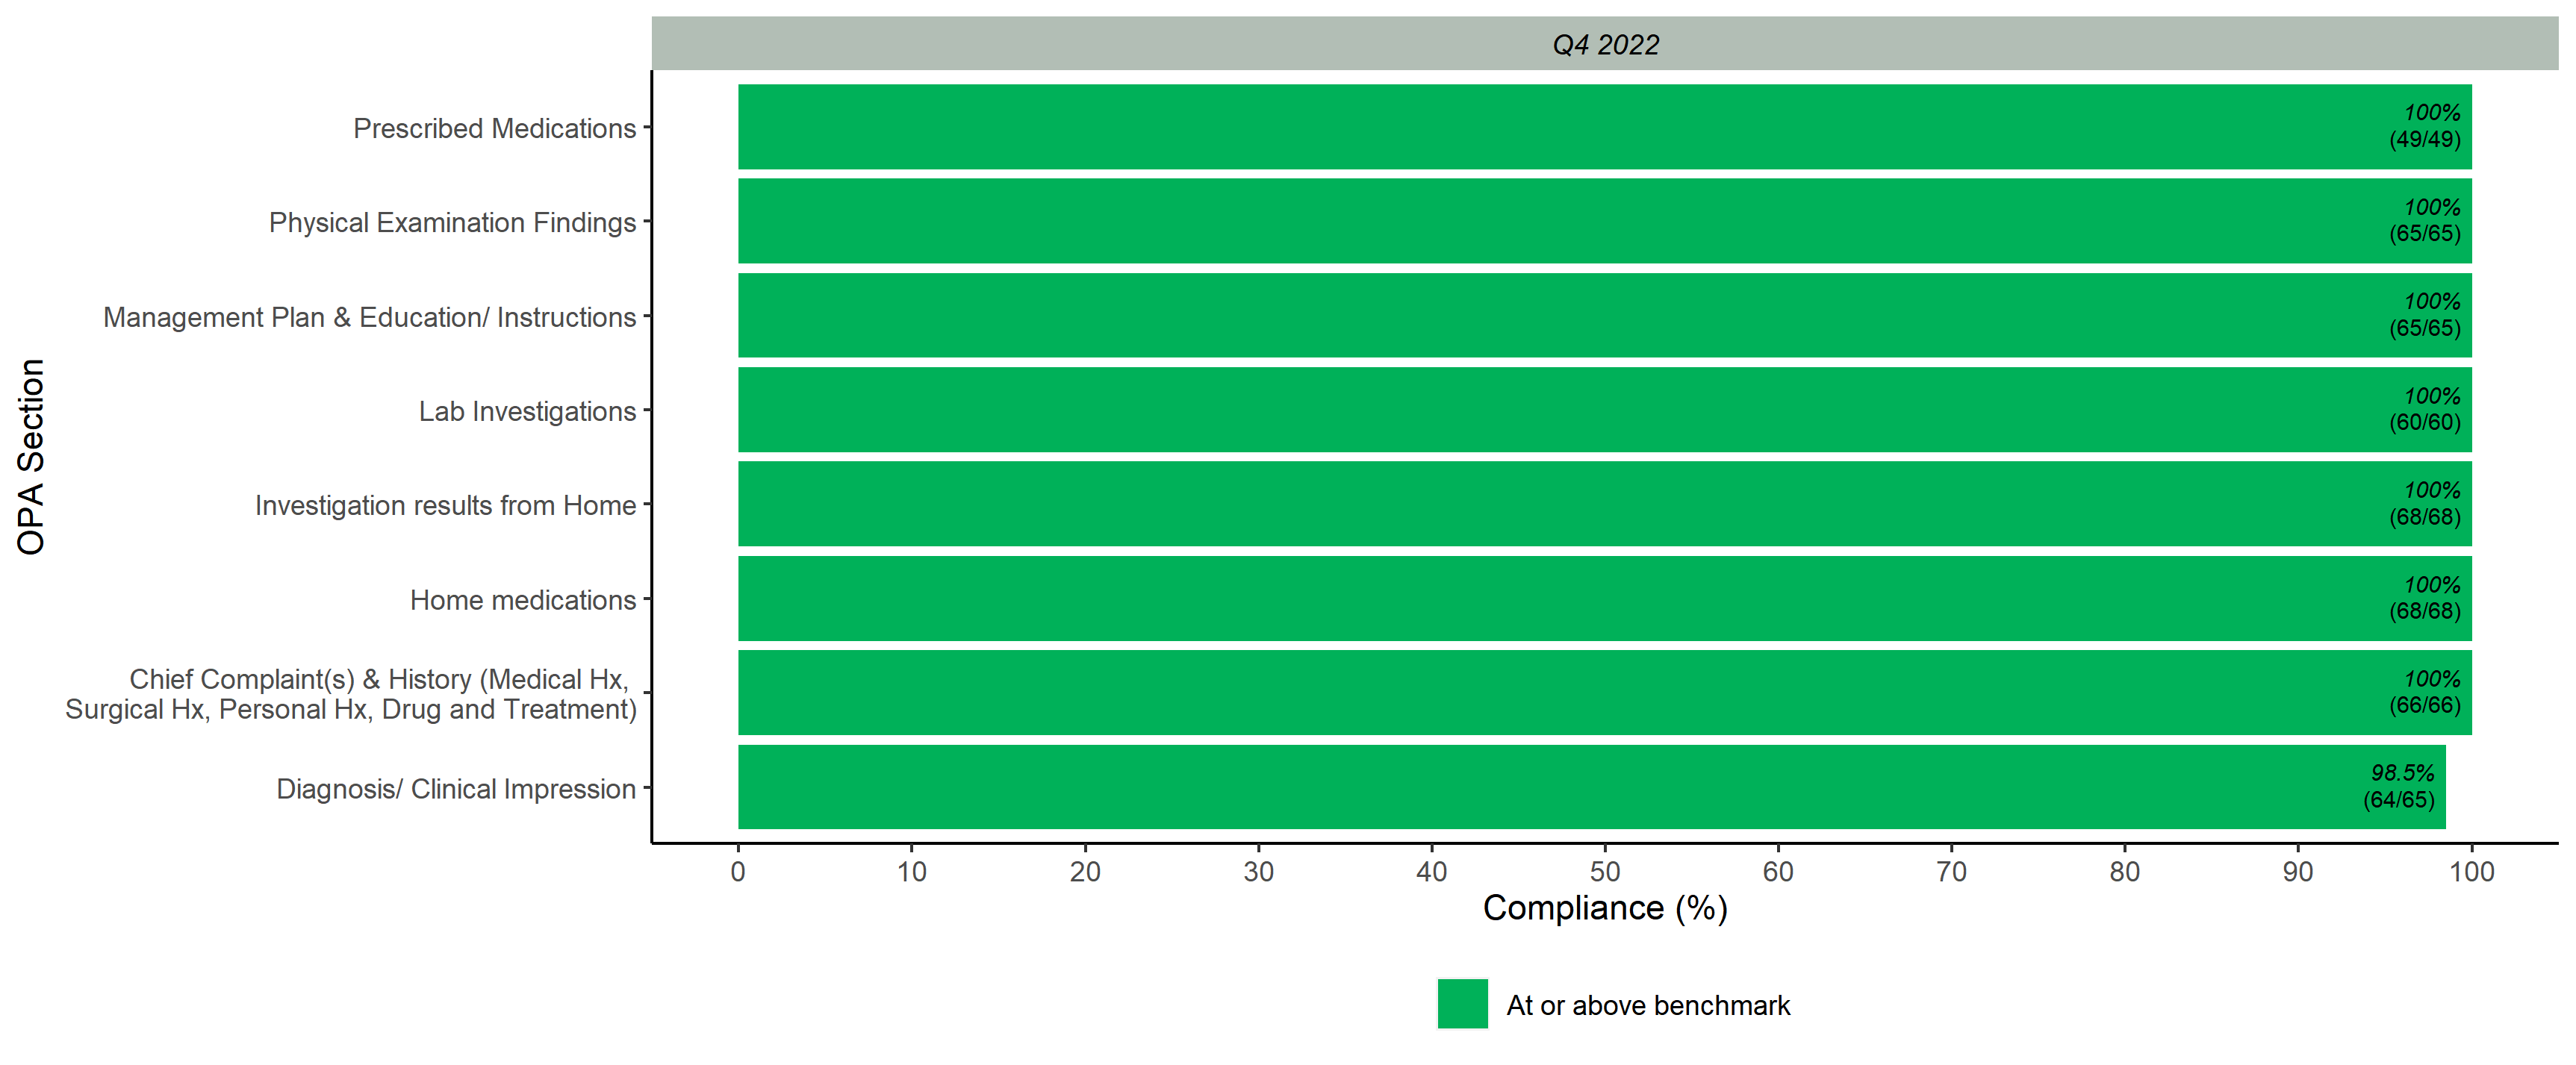 Q4 2022
OPA Section
Prescribed Medications
100%
(49/49)
Physical Examination Findings
100%
(65/65)
Management Plan & Education/ Instructions
100%
(65/65)
Lab Investigations
100%
(60/60)
Investigation results from Home
100%
(68/68)
Home medications
100%
(68/68)
Chief Complaint(s) & History (Medical Hx,
Surgical Hx, Personal Hx, Drug and Treatment)
100%
(66/66)
Diagnosis/ Clinical Impression
98.5%
(64/65)
0 10 20 30 40 50 60 70 80 90 100
Compliance (%)
At or above benchmark